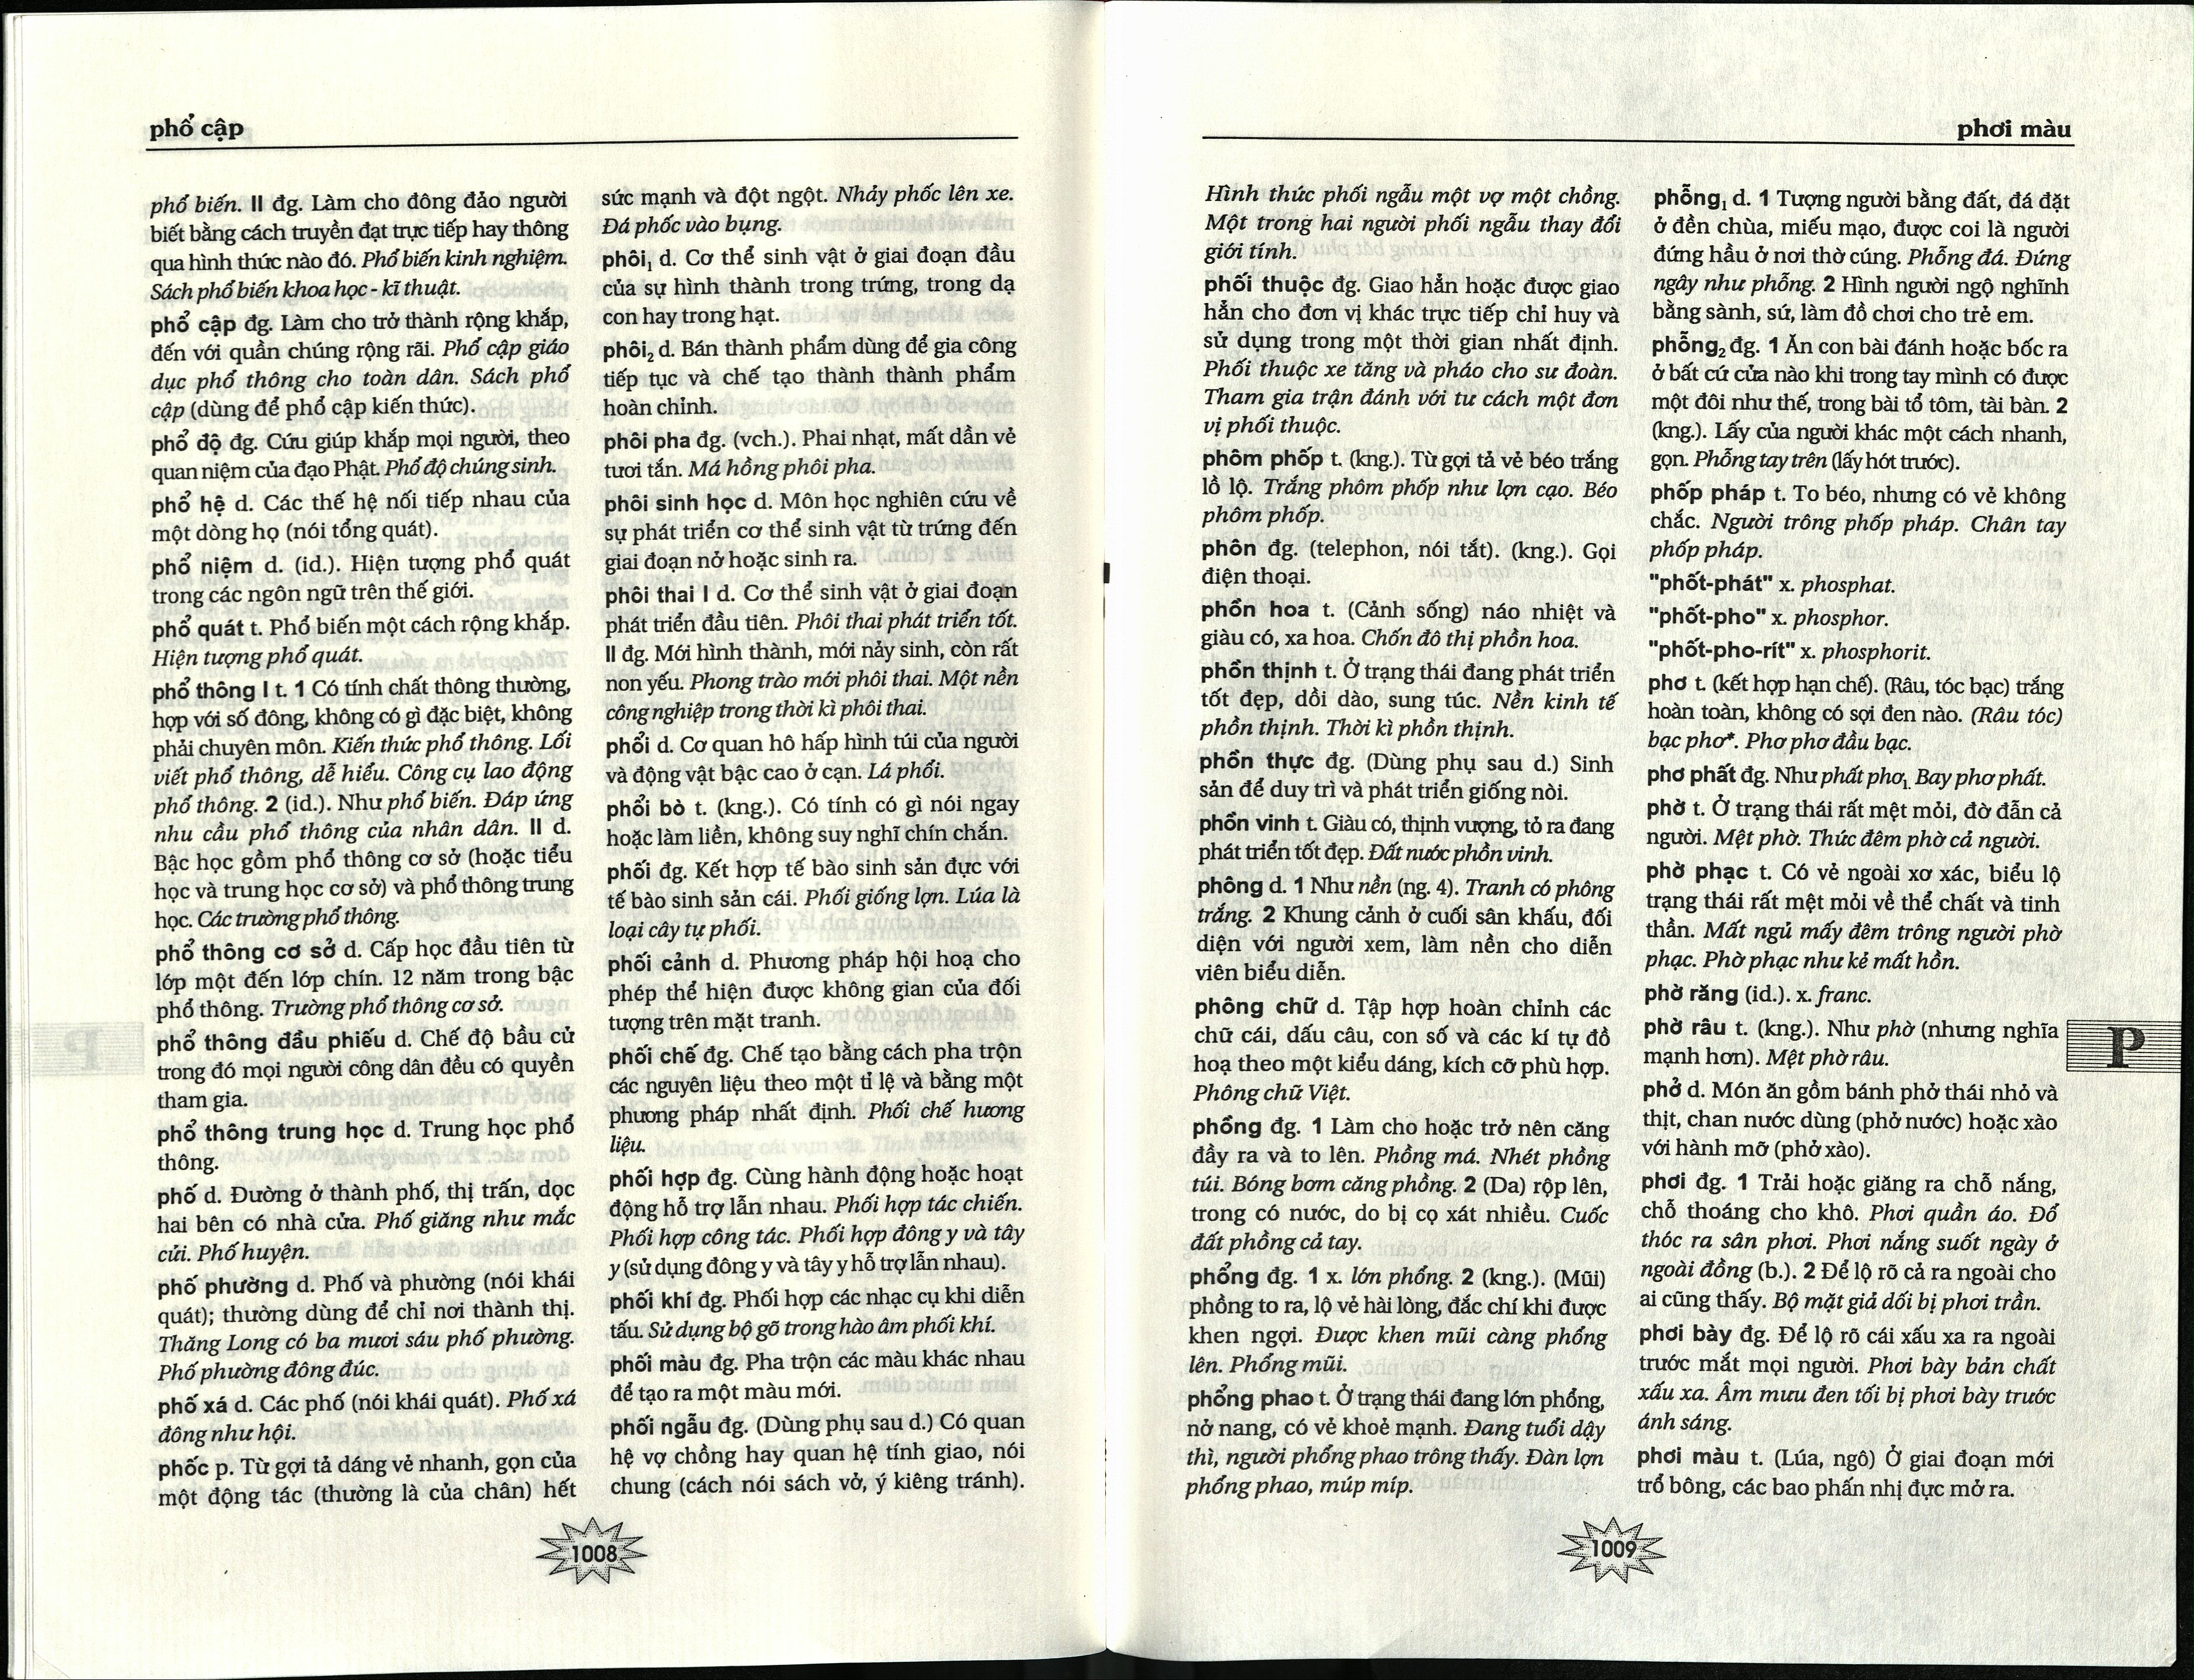 phổ cập
phổ biến. II đg. Làm cho đông đảo người
biết bằng cách truyền đạt trực tiếp hay thông
qua hình thức nào đó. Phổ biến kinh nghiệm.
Sách phổ biến khoa học - kĩ thuật.
phổ cập đg. Làm cho trở thành rộng khắp,
đến với quần chúng rộng rãi. Phổ cập giáo
dục phổ thông cho toàn dân. Sách phổ
cập (dùng để phổ cập kiến thức).
phổ độ đg. Cứu giúp khắp mọi người, theo
quan niệm của đạo Phật. Phổ độ chúng sinh.
phổ hệ d. Các thế hệ nối tiếp nhau của
một dòng họ (nói tổng quát).
phổ niệm d. (id.). Hiện tượng phổ quát
trong các ngôn ngữ trên thế giới.
phổ quát t. Phổ biến một cách rộng khắp.
Hiện tượng phổ quát.
phổ thông I t. 1 Có tính chất thông thường,
hợp với số đông, không có gì đặc biệt, không
phải chuyên môn. Kiến thức phổ thông. Lối
viết phổ thông, dễ hiểu. Công cụ lao động
phổ thông. 2 (id.). Như phổ biến. Đáp ứng
nhu cầu phổ thông của nhân dân. II d.
Bậc học gồm phổ thông cơ sở (hoặc tiểu
học và trung học cơ sở) và phổ thông trung
học. Các trường phổ thông.
phổ thông cơ sở d. Cấp học đầu tiên từ
lớp một đến lớp chín. 12 năm trong bậc
phổ thông. Trường phổ thông cơ sở.
phổ thông đầu phiếu d. Chế độ bầu cử
trong đó mọi người công dân đều có quyền
tham gia.
phổ thông trung học d. Trung học phổ
thông.
phố d. Đường ở thành phố, thị trấn, dọc
hai bên có nhà cửa. Phố giăng như mắc
cửi. Phố huyện.
phố phường d. Phố và phường (nói khái
quát); thường dùng để chỉ nơi thành thị.
Thăng Long có ba mươi sáu phố phường.
Phố phường đông đúc.
phố xá d. Các phố (nói khái quát). Phố xá
đông như hội.
phốc p. Từ gợi tả dáng vẻ nhanh, gọn của
một động tác (thường là của chân) hết
sức mạnh và đột ngột. Nhảy phốc lên xe.
Đá phốc vào bụng.
phôi₁ d. Cơ thể sinh vật ở giai đoạn đầu
của sự hình thành trong trứng, trong dạ
con hay trong hạt.
phôi₂ d. Bán thành phẩm dùng để gia công
tiếp tục và chế tạo thành thành phẩm
hoàn chỉnh.
phôi pha đg. (vch.). Phai nhạt, mất dần vẻ
tươi tắn. Má hồng phôi pha.
phôi sinh học d. Môn học nghiên cứu về
sự phát triển cơ thể sinh vật từ trứng đến
giai đoạn nở hoặc sinh ra.
phôi thai I d. Cơ thể sinh vật ở giai đoạn
phát triển đầu tiên. Phôi thai phát triển tốt.
II đg. Mới hình thành, mới nảy sinh, còn rất
non yếu. Phong trào mới phôi thai. Một nền
công nghiệp trong thời kì phôi thai.
phổi d. Cơ quan hô hấp hình túi của người
và động vật bậc cao ở cạn. Lá phổi.
phổi bò t. (kng.). Có tính có gì nói ngay
hoặc làm liền, không suy nghĩ chín chắn.
phối đg. Kết hợp tế bào sinh sản đực với
tế bào sinh sản cái. Phối giống lợn. Lúa là
loại cây tự phối.
phối cảnh d. Phương pháp hội hoạ cho
phép thể hiện được không gian của đối
tượng trên mặt tranh.
phối chế đg. Chế tạo bằng cách pha trộn
các nguyên liệu theo một tỉ lệ và bằng một
phương pháp nhất định. Phối chế hương
liệu.
phối hợp đg. Cùng hành động hoặc hoạt
động hỗ trợ lẫn nhau. Phối hợp tác chiến.
Phối hợp công tác. Phối hợp đông y và tây
y (sử dụng đông y và tây y hỗ trợ lẫn nhau).
phối khí đg. Phối hợp các nhạc cụ khi diễn
tấu. Sử dụng bộ gõ trong hào âm phối khí.
phối màu đg. Pha trộn các màu khác nhau
để tạo ra một màu mới.
phối ngẫu đg. (Dùng phụ sau d.) Có quan
hệ vợ chồng hay quan hệ tính giao, nói
chung (cách nói sách vở, ý kiêng tránh).
1008
phơi màu
Hình thức phối ngẫu một vợ một chồng.
Một trong hai người phối ngẫu thay đổi
giới tính.
phối thuộc đg. Giao hẳn hoặc được giao
hẳn cho đơn vị khác trực tiếp chỉ huy và
sử dụng trong một thời gian nhất định.
Phối thuộc xe tăng và pháo cho sư đoàn.
Tham gia trận đánh với tư cách một đơn
vị phối thuộc.
phôm phốp t. (kng.). Từ gợi tả vẻ béo trắng
lồ lộ. Trắng phôm phốp như lợn cạo. Béo
phôm phốp.
phôn đg. (telephon, nói tắt). (kng.). Gọi
điện thoại.
phồn hoa t. (Cảnh sống) náo nhiệt và
giàu có, xa hoa. Chốn đô thị phồn hoa.
phồn thịnh t. Ở trạng thái đang phát triển
tốt đẹp, dồi dào, sung túc. Nền kinh tế
phồn thịnh. Thời kì phồn thịnh.
phồn thực đg. (Dùng phụ sau d.) Sinh
sản để duy trì và phát triển giống nòi.
phồn vinh t. Giàu có, thịnh vượng, tỏ ra đang
phát triển tốt đẹp. Đất nước phồn vinh.
phông d. 1 Như nền (ng. 4). Tranh có phông
trắng. 2 Khung cảnh ở cuối sân khấu, đối
diện với người xem, làm nền cho diễn
viên biểu diễn.
phông chữ d. Tập hợp hoàn chỉnh các
chữ cái, dấu câu, con số và các kí tự đồ
hoạ theo một kiểu dáng, kích cỡ phù hợp.
Phông chữ Việt.
phồng đg. 1 Làm cho hoặc trở nên căng
đầy ra và to lên. Phồng má. Nhét phồng
túi. Bóng bơm căng phồng. 2 (Da) rộp lên,
trong có nước, do bị cọ xát nhiều. Cuốc
đất phồng cả tay.
phổng đg. 1 x. lớn phổng. 2 (kng.). (Mũi)
phồng to ra, lộ vẻ hài lòng, đắc chí khi được
khen ngợi. Được khen mũi càng phổng
lên. Phổng mũi.
phổng phao t. Ở trạng thái đang lớn phổng,
nở nang, có vẻ khoẻ mạnh. Đang tuổi dậy
thì, người phổng phao trông thấy. Đàn lợn
phổng phao, múp míp.
phỗng₁ d. 1 Tượng người bằng đất, đá đặt
ở đền chùa, miếu mạo, được coi là người
đứng hầu ở nơi thờ cúng. Phỗng đá. Đứng
ngây như phỗng. 2 Hình người ngộ nghĩnh
bằng sành, sứ, làm đồ chơi cho trẻ em.
phỗng₂ đg. 1 Ăn con bài đánh hoặc bốc ra
ở bất cứ cửa nào khi trong tay mình có được
một đôi như thế, trong bài tổ tôm, tài bàn. 2
(kng.). Lấy của người khác một cách nhanh,
gọn. Phỗng tay trên (lấy hớt trước).
phốp pháp t. To béo, nhưng có vẻ không
chắc. Người trông phốp pháp. Chân tay
phốp pháp.
"phốt-phát" x. phosphat.
"phốt-pho" x. phosphor.
"phốt-pho-rít" x. phosphorit.
phơ t. (kết hợp hạn chế). (Râu, tóc bạc) trắng
hoàn toàn, không có sợi đen nào. (Râu tóc)
bạc phơ*. Phơ phơ đầu bạc.
phơ phất đg. Như phất phơ₁. Bay phơ phất.
phờ t. Ở trạng thái rất mệt mỏi, đờ đẫn cả
người. Mệt phờ. Thức đêm phờ cả người.
phờ phạc t. Có vẻ ngoài xơ xác, biểu lộ
trạng thái rất mệt mỏi về thể chất và tinh
thần. Mất ngủ mấy đêm trông người phờ
phạc. Phờ phạc như kẻ mất hồn.
phờ răng (id.). x. franc.
phờ râu t. (kng.). Như phờ (nhưng nghĩa
mạnh hơn). Mệt phờ râu.
phở d. Món ăn gồm bánh phở thái nhỏ và
thịt, chan nước dùng (phở nước) hoặc xào
với hành mỡ (phở xào).
phơi đg. 1 Trải hoặc giăng ra chỗ nắng,
chỗ thoáng cho khô. Phơi quần áo. Đổ
thóc ra sân phơi. Phơi nắng suốt ngày ở
ngoài đồng (b.). 2 Để lộ rõ cả ra ngoài cho
ai cũng thấy. Bộ mặt giả dối bị phơi trần.
phơi bày đg. Để lộ rõ cái xấu xa ra ngoài
trước mắt mọi người. Phơi bày bản chất
xấu xa. Âm mưu đen tối bị phơi bày trước
ánh sáng.
phơi màu t. (Lúa, ngô) Ở giai đoạn mới
trổ bông, các bao phấn nhị đực mở ra.
P
1009